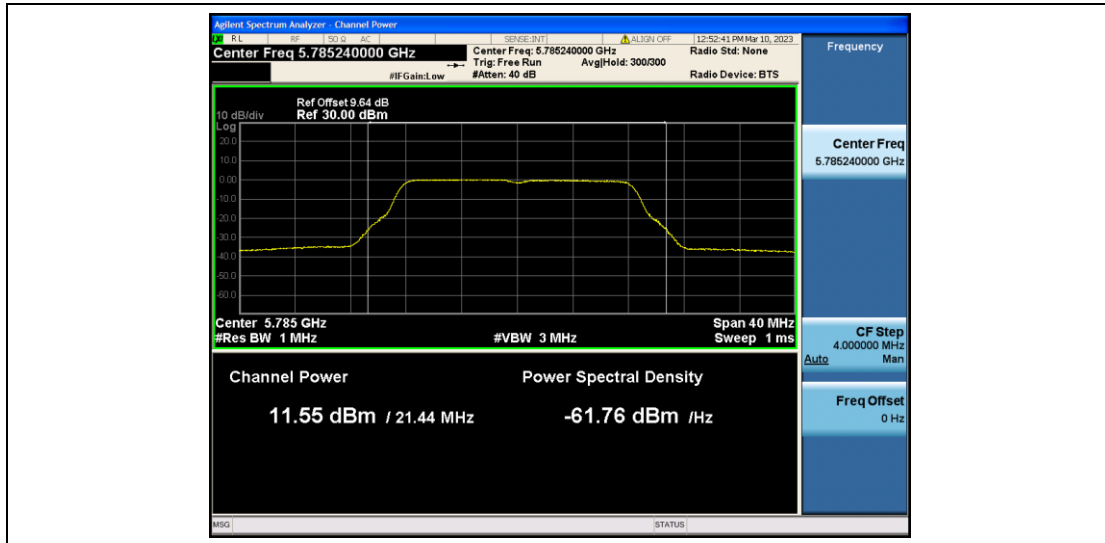 Agilent Spectrum Analyzer - Channel Power
RL RF 50 Ω AC SENSE:INT ALIGN OFF 12:52:41 PM Mar 10, 2023
Center Freq 5.785240000 GHz
Center Freq: 5.785240000 GHz
Radio Std: None
Trig: Free Run Avg|Hold: 300/300
#IFGain:Low
#Atten: 40 dB
Radio Device: BTS
Ref Offset 9.64 dB
10 dB/div Ref 30.00 dBm
Log
20.0
10.0
0.00
-10.0
-20.0
-30.0
-40.0
-50.0
-60.0
Center 5.785 GHz Span 40 MHz
#Res BW 1 MHz #VBW 3 MHz Sweep 1 ms
Channel Power Power Spectral Density
11.55 dBm / 21.44 MHz -61.76 dBm /Hz
MSG STATUS
Frequency
Center Freq
5.785240000 GHz
CF Step
4.000000 MHz
Auto Man
Freq Offset
0 Hz